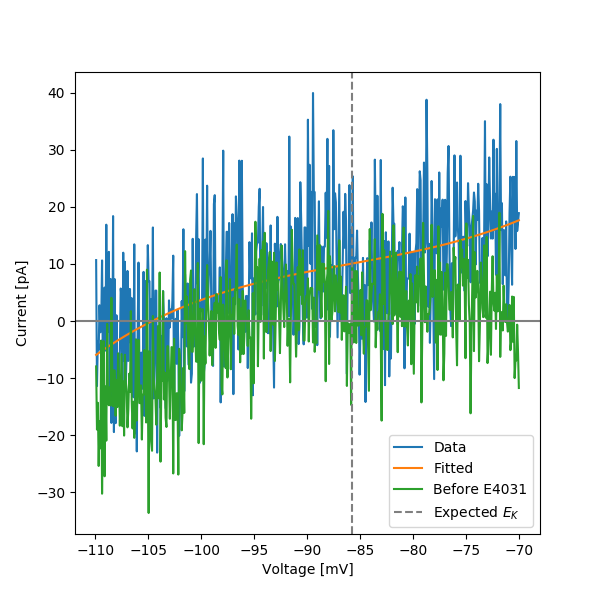 40
30
20
10
0
−10
−20
−30
Current [pA]
Data
Fitted
Before E4031
Expected E_K
−110 −105 −100 −95 −90 −85 −80 −75 −70
Voltage [mV]